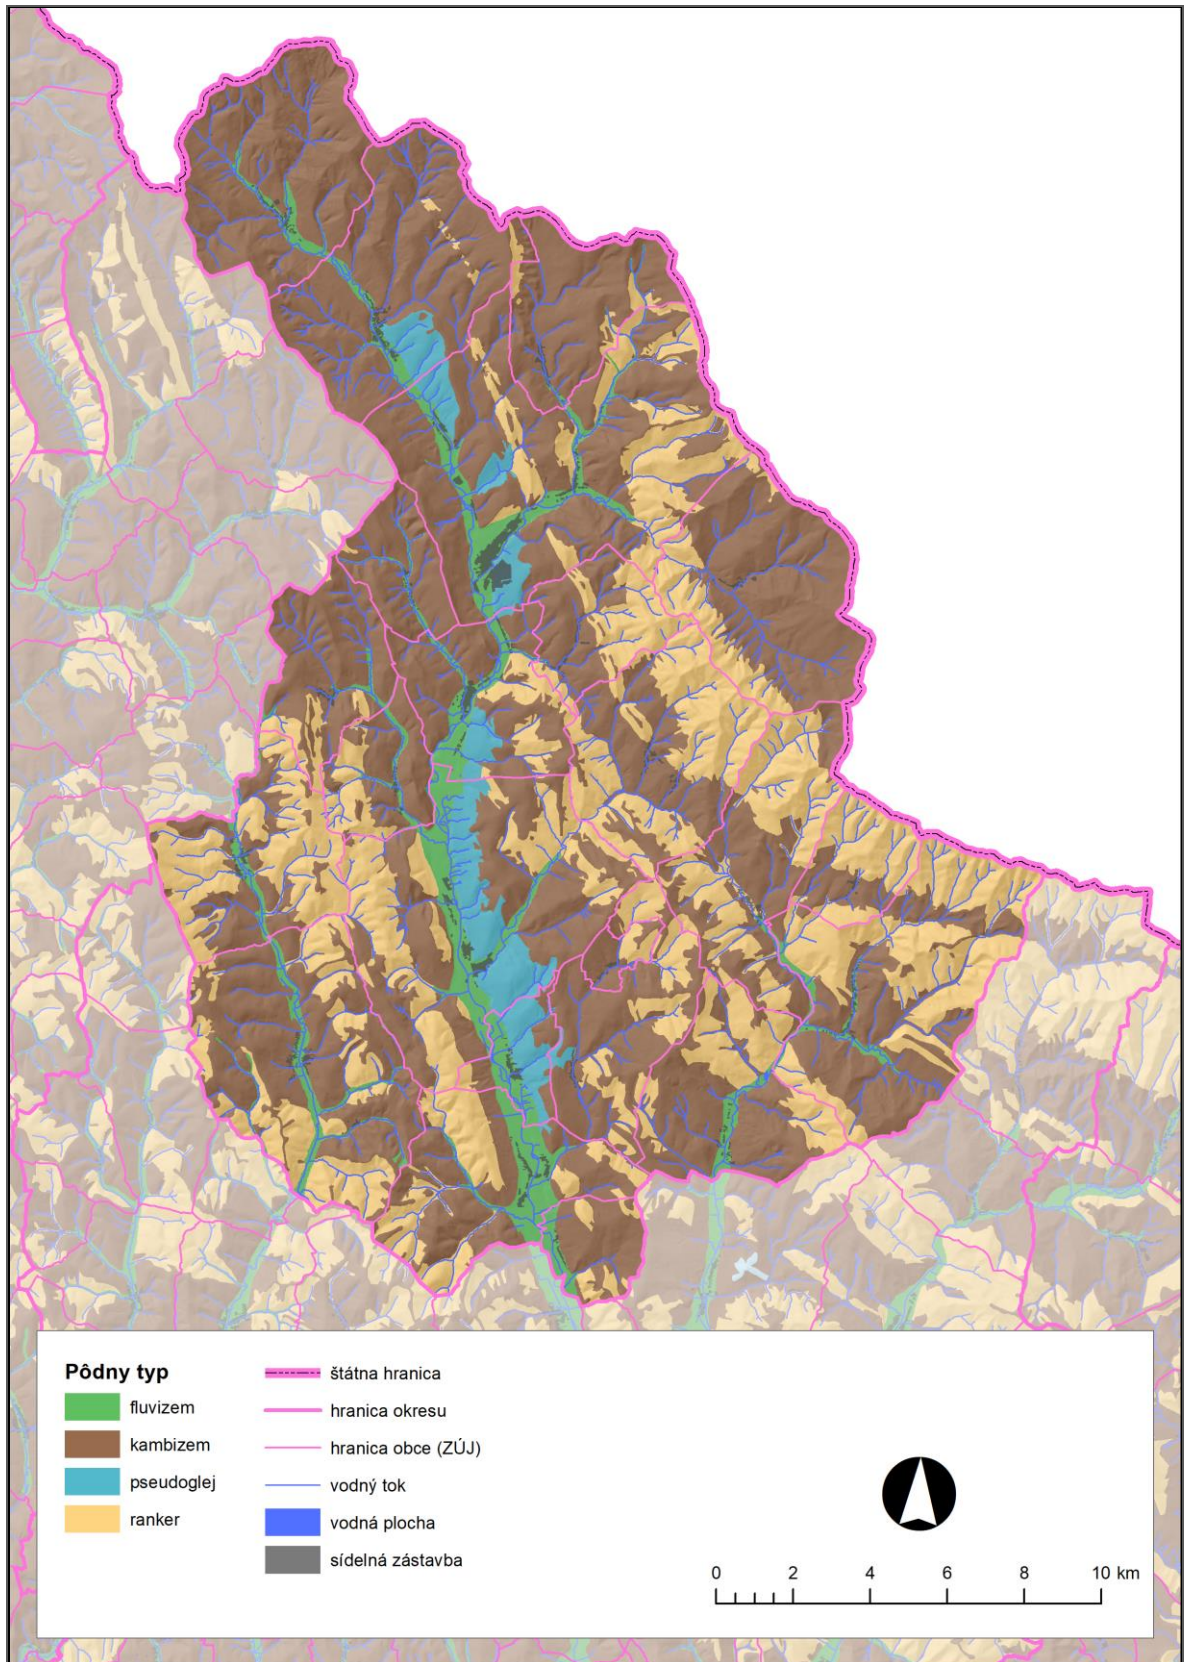 Pôdny typ
fluvizem
kambizem
pseudoglej
ranker
štátna hranica
hranica okresu
hranica obce (ZÚJ)
vodný tok
vodná plocha
sídelná zástavba
0 2 4 6 8 10 km